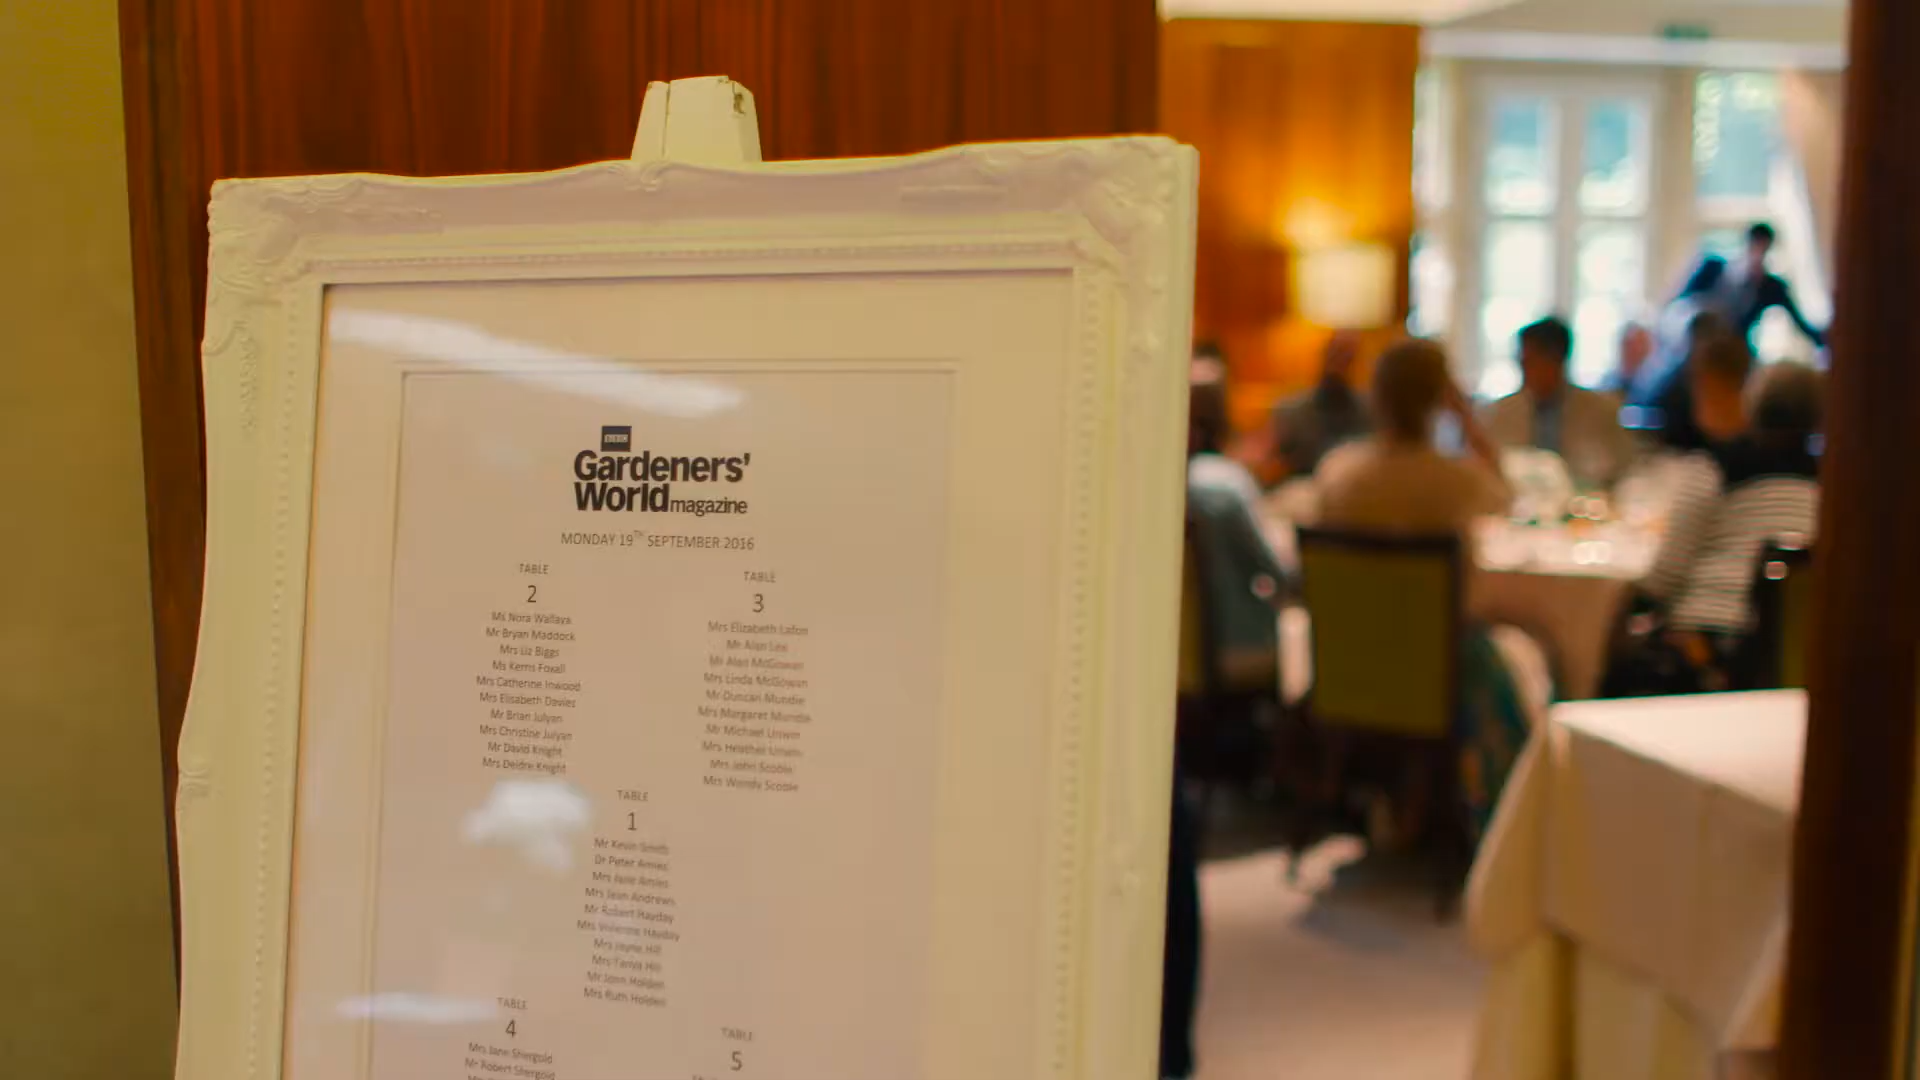 BBC
Gardeners'
World magazine
MONDAY 19TH SEPTEMBER 2016
TABLE
2
Ms Nora Wallaya
Mr Bryan Maddock
Mrs Liz Biggs
Ms Kerris Foxall
Mrs Catherine Inwood
Mrs Elisabeth Davies
Mr Brian Julyan
Mrs Christine Julyan
Mr David Knight
Mrs Deidre Knight
TABLE
3
Mrs Elizabeth Lafon
Mr Alan Lee
Mr Alan McGowan
Mrs Linda McGowan
Mr Duncan Mundie
Mrs Margaret Mundie
Mr Michael Unwin
Mrs Heather Unwin
Mrs John Scoble
Mrs Wendy Scoble
TABLE
1
Mr Kevin Smith
Dr Peter Amies
Mrs Jane Amies
Mrs Jean Andrews
Mr Robert Hayday
Mrs Vivienne Hayday
Mrs Jayne Hill
Mrs Tanya Hill
Mr John Holden
Mrs Ruth Holden
TABLE
4
Mrs Jane Shergold
Mr Robert Shergold
TABLE
5